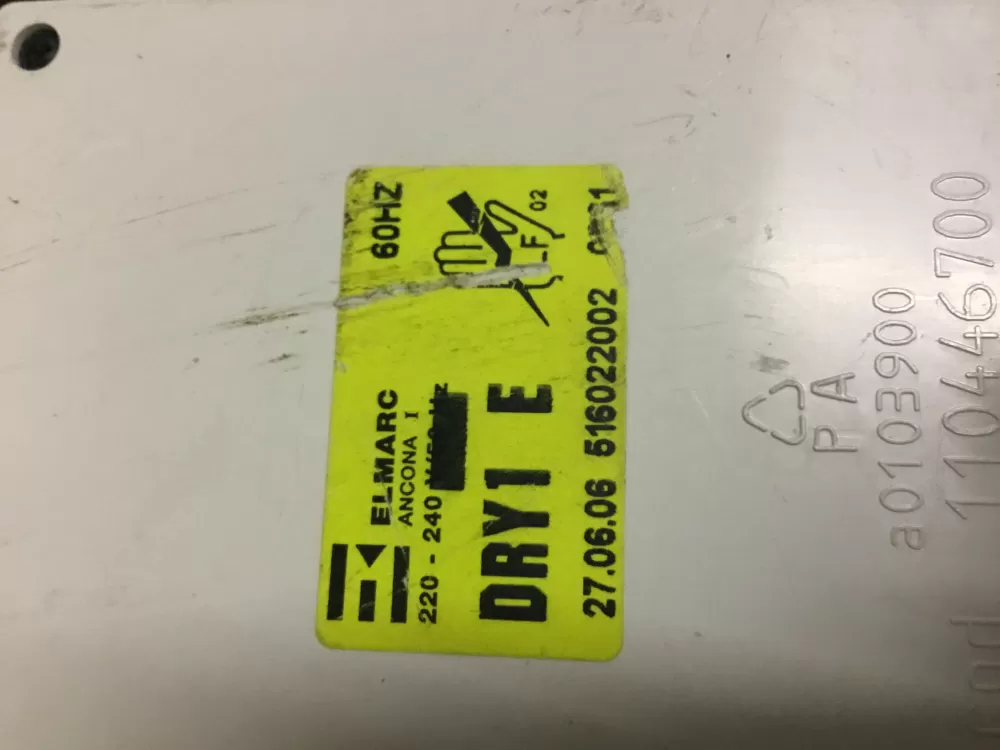 ELMARC
ANCONA I
220 - 240
60HZ
DRY1 E
F
02
27.06.06 516022002
PA
a0103900
110446700